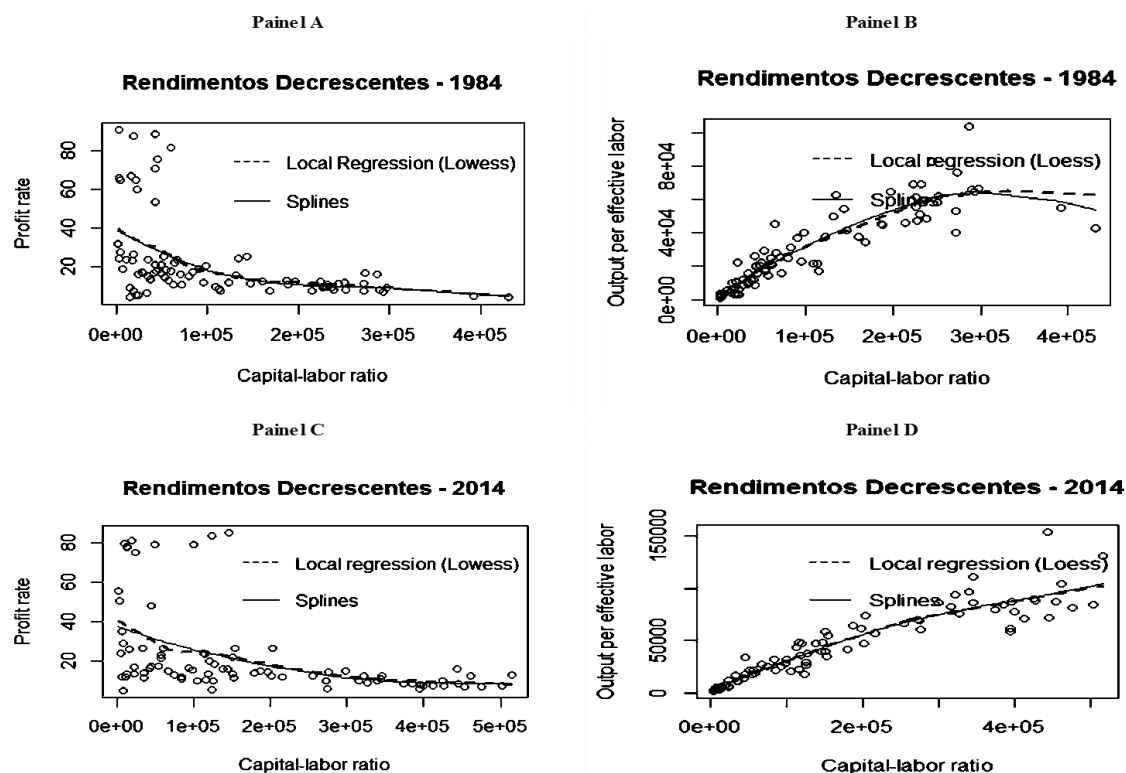 Painel A
Rendimentos Decrescentes - 1984
Profit rate
80
60
40
20
Local Regression (Lowess)
Splines
0e+00 1e+05 2e+05 3e+05 4e+05
Capital-labor ratio
Painel B
Rendimentos Decrescentes - 1984
Output per effective labor
8e+04
4e+04
0e+00
Local regression (Loess)
Splines
0e+00 1e+05 2e+05 3e+05 4e+05
Capital-labor ratio
Painel C
Rendimentos Decrescentes - 2014
Profit rate
80
60
40
20
Local regression (Lowess)
Splines
0e+00 1e+05 2e+05 3e+05 4e+05 5e+05
Capital-labor ratio
Painel D
Rendimentos Decrescentes - 2014
Output per effective labor
150000
50000
0
Local regression (Loess)
Splines
0e+00 2e+05 4e+05
Capital-labor ratio